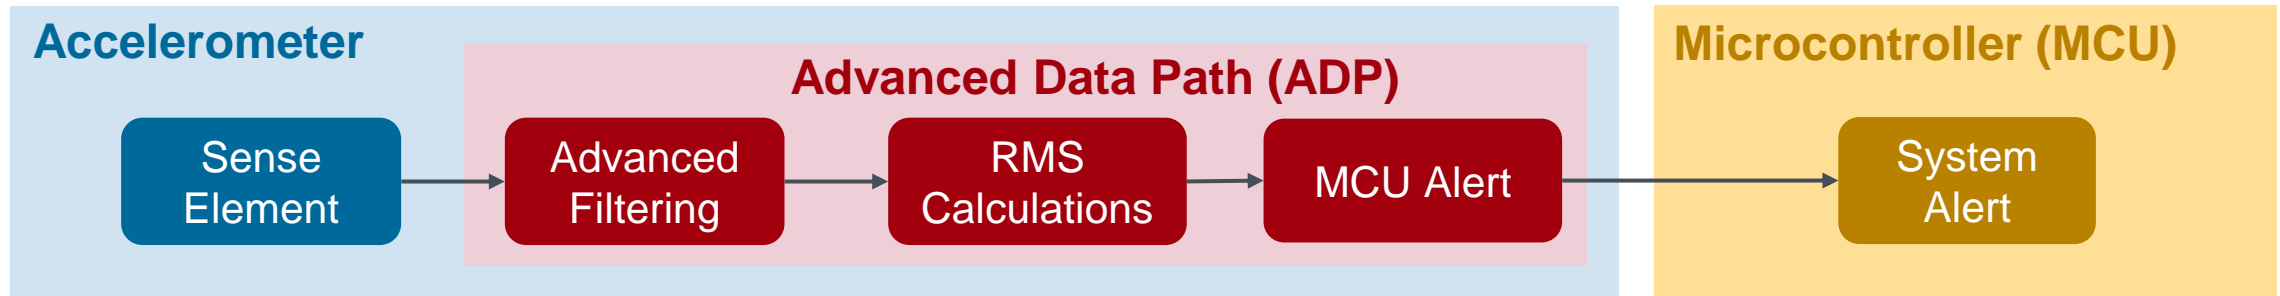 Accelerometer
Advanced Data Path (ADP)
Microcontroller (MCU)
Sense
Element
Advanced
Filtering
RMS
Calculations
MCU Alert
System
Alert